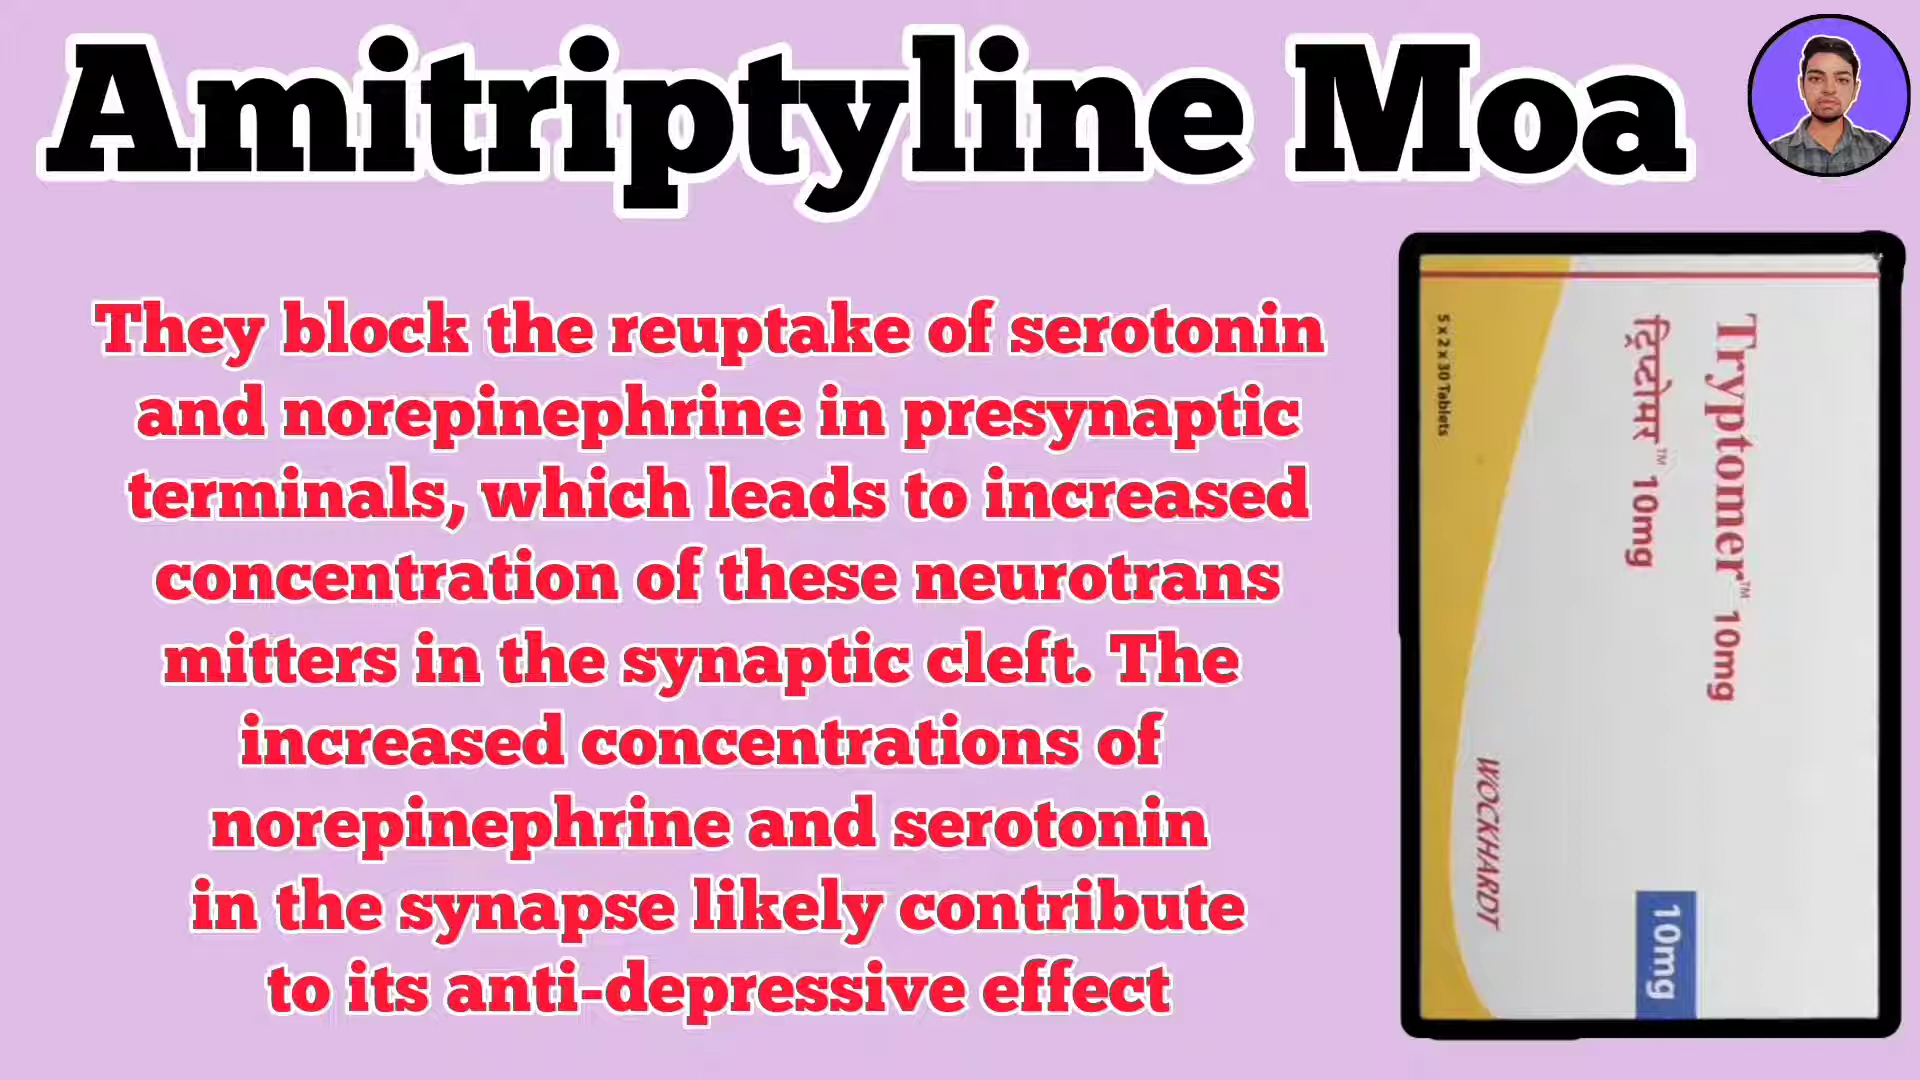 Amitriptyline Moa
They block the reuptake of serotonin
and norepinephrine in presynaptic
terminals, which leads to increased
concentration of these neurotrans
mitters in the synaptic cleft. The
increased concentrations of
norepinephrine and serotonin
in the synapse likely contribute
to its anti-depressive effect
Tryptomer™ 10mg
ट्रिप्टोमर™ 10mg
5 x 2 x 30 Tablets
WOCKHARDT
10mg